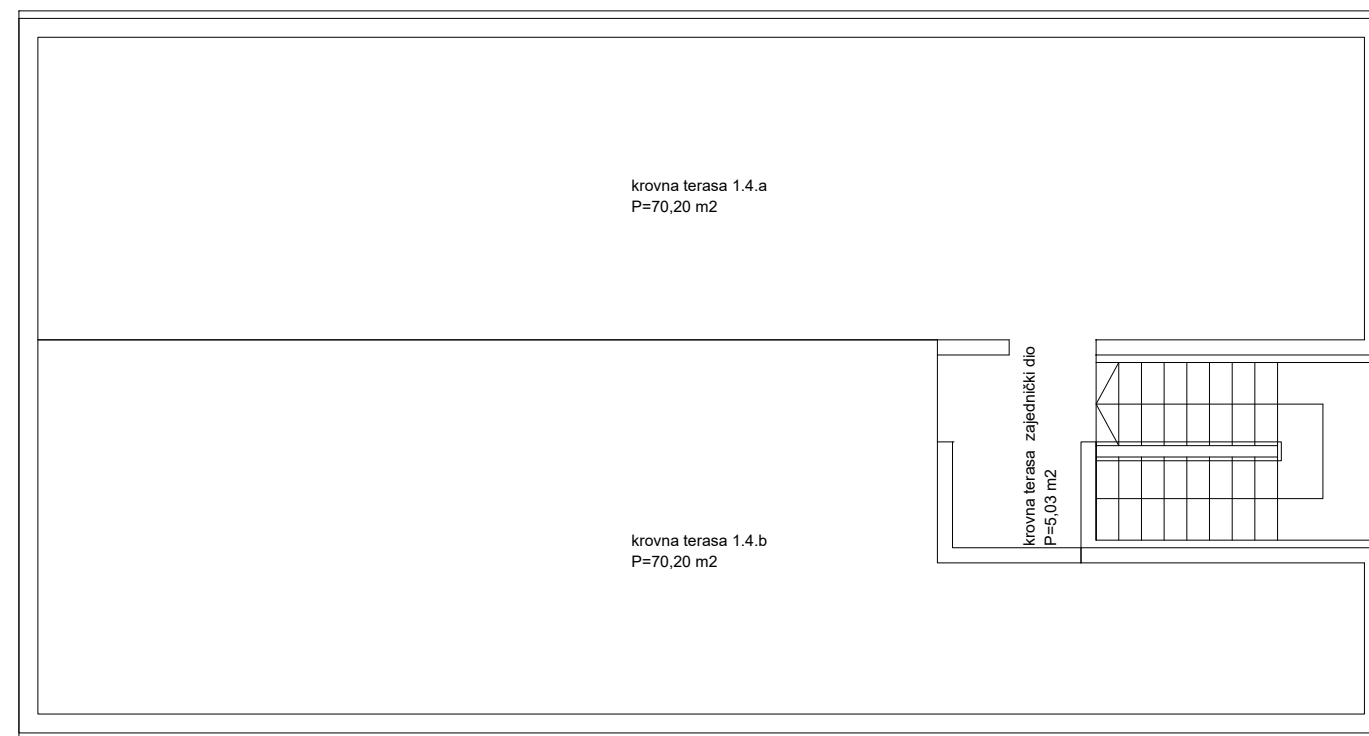 krovna terasa 1.4.a
P=70,20 m2
krovna terasa zajednički dio
P=5,03 m2
krovna terasa 1.4.b
P=70,20 m2